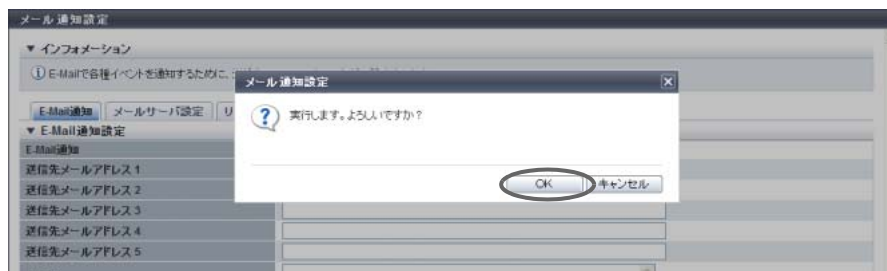 メール通知設定
▼ インフォメーション
E-Mailで各種イベントを通知するために、
メール通知設定
実行します。よろしいですか？
OK キャンセル
E-Mail通知 メールサーバ設定 リ
▼ E-Mail通知設定
E-Mail通知
送信先メールアドレス 1
送信先メールアドレス 2
送信先メールアドレス 3
送信先メールアドレス 4
送信先メールアドレス 5